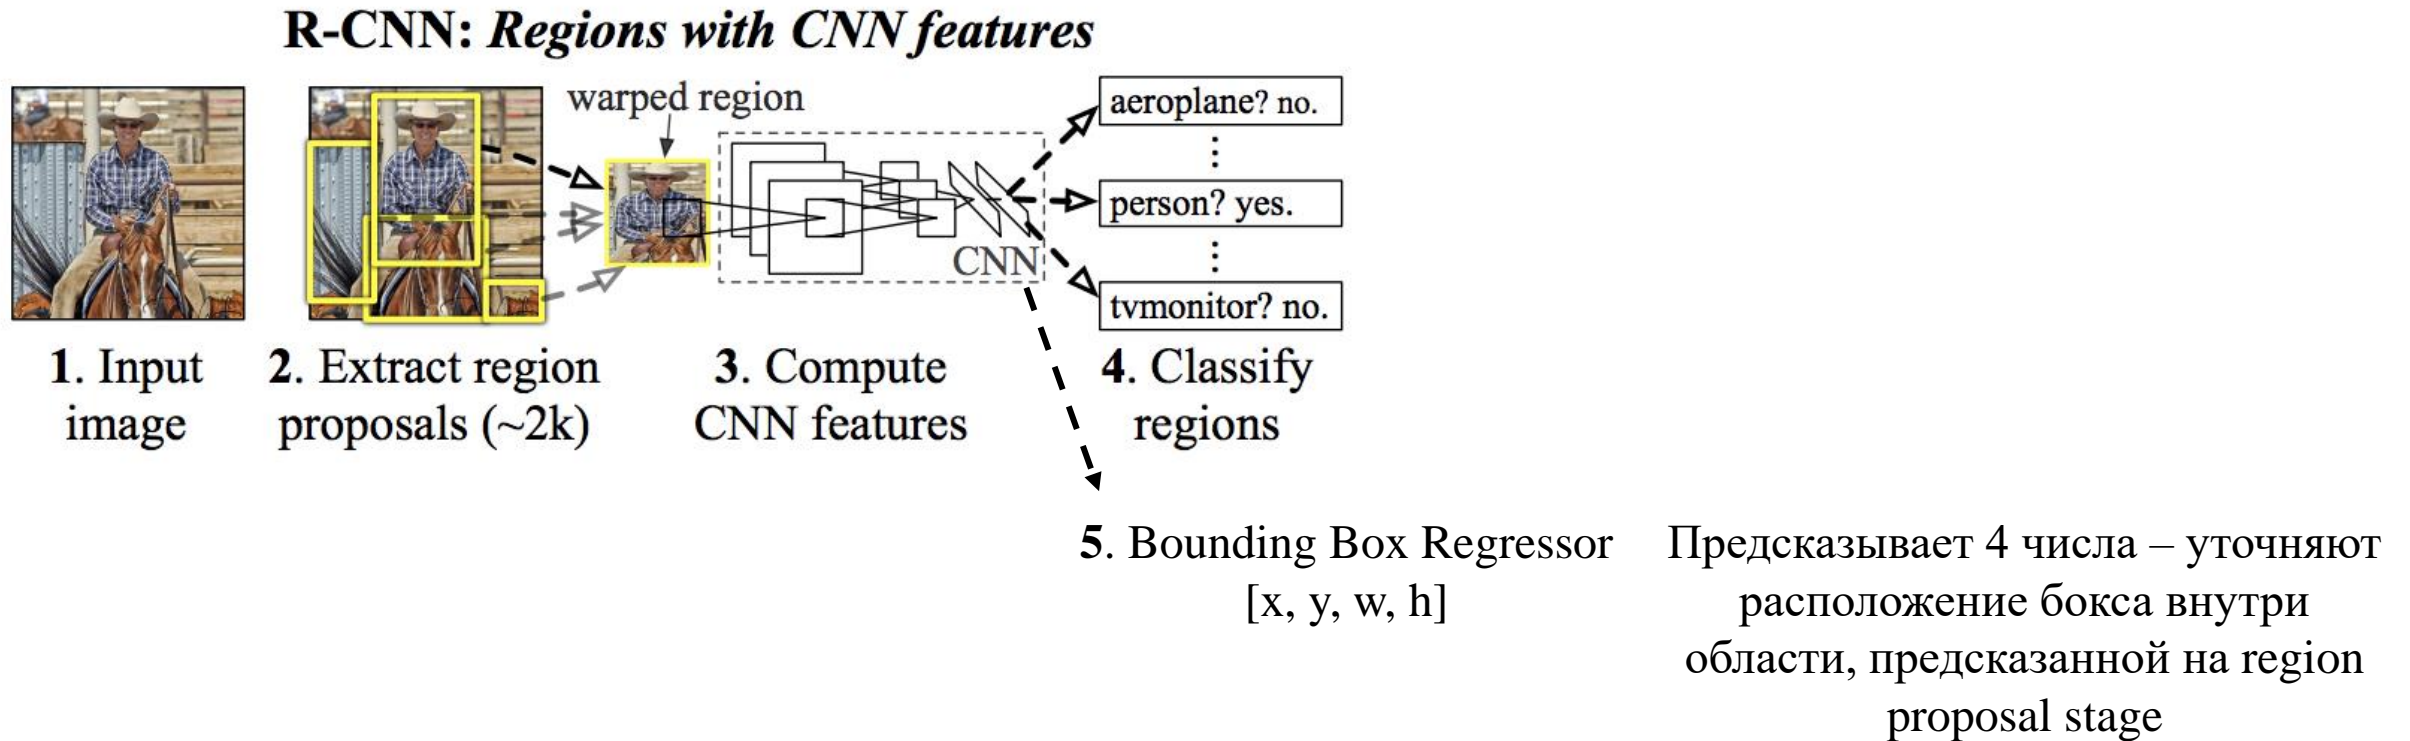 R-CNN: Regions with CNN features
warped region
aeroplane? no.
⋮
person? yes.
⋮
tvmonitor? no.
CNN
1. Input
image
2. Extract region
proposals (~2k)
3. Compute
CNN features
4. Classify
regions
5. Bounding Box Regressor
[x, y, w, h]
Предсказывает 4 числа – уточняют
расположение бокса внутри
области, предсказанной на region
proposal stage